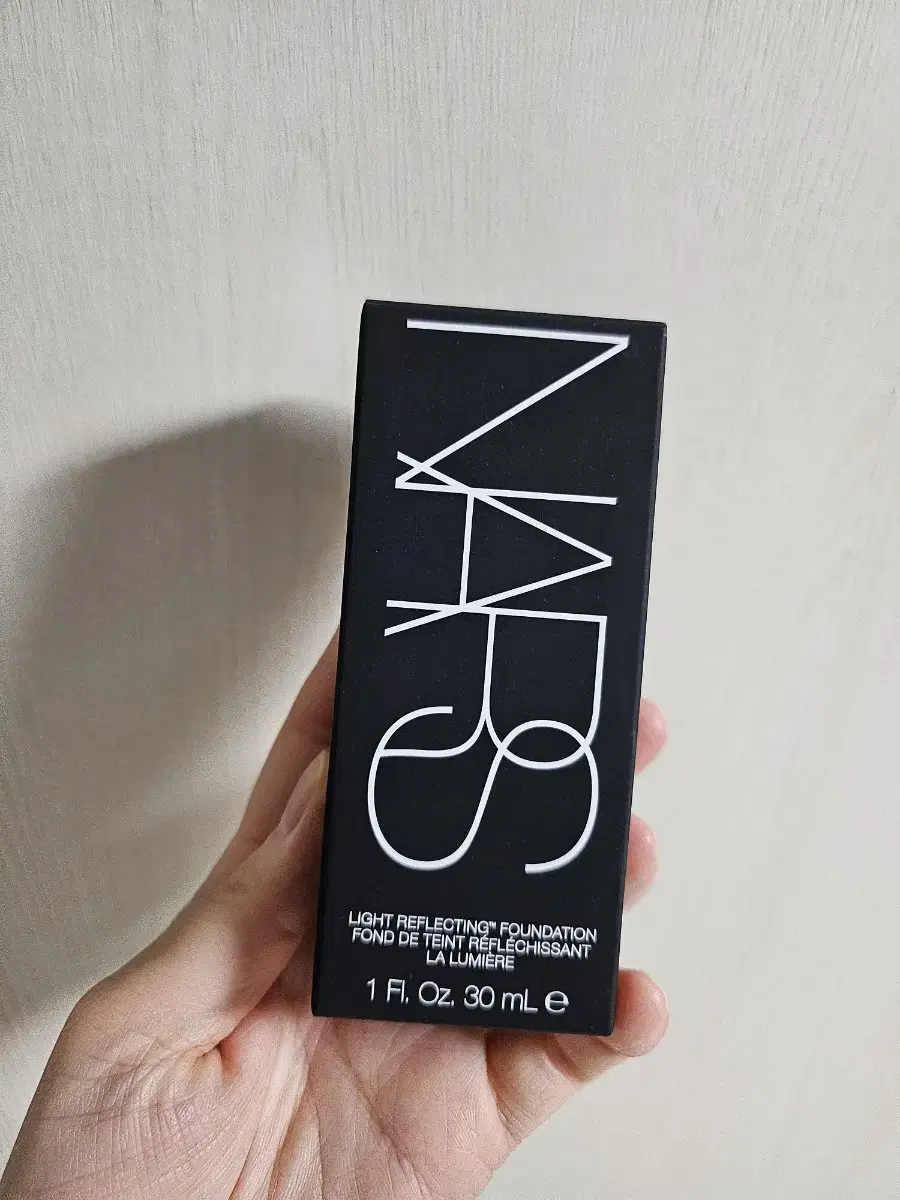 NARS
LIGHT REFLECTING™ FOUNDATION
FOND DE TEINT RÉFLÉCHISSANT
LA LUMIÈRE
1 Fl. Oz. 30 mL ℮